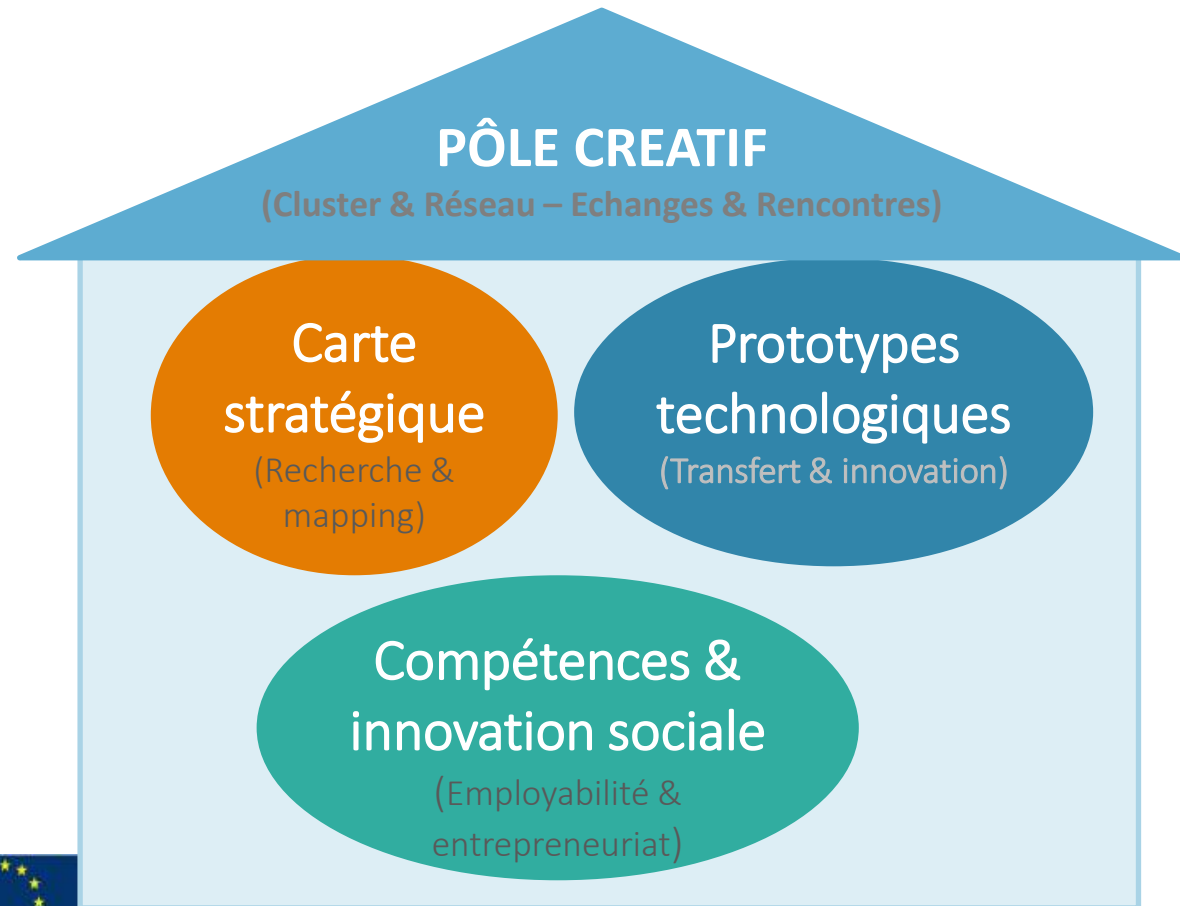 PÔLE CREATIF
(Cluster & Réseau – Echanges & Rencontres)
Carte
stratégique
(Recherche &
mapping)
Prototypes
technologiques
(Transfert & innovation)
Compétences &
innovation sociale
(Employabilité &
entrepreneuriat)